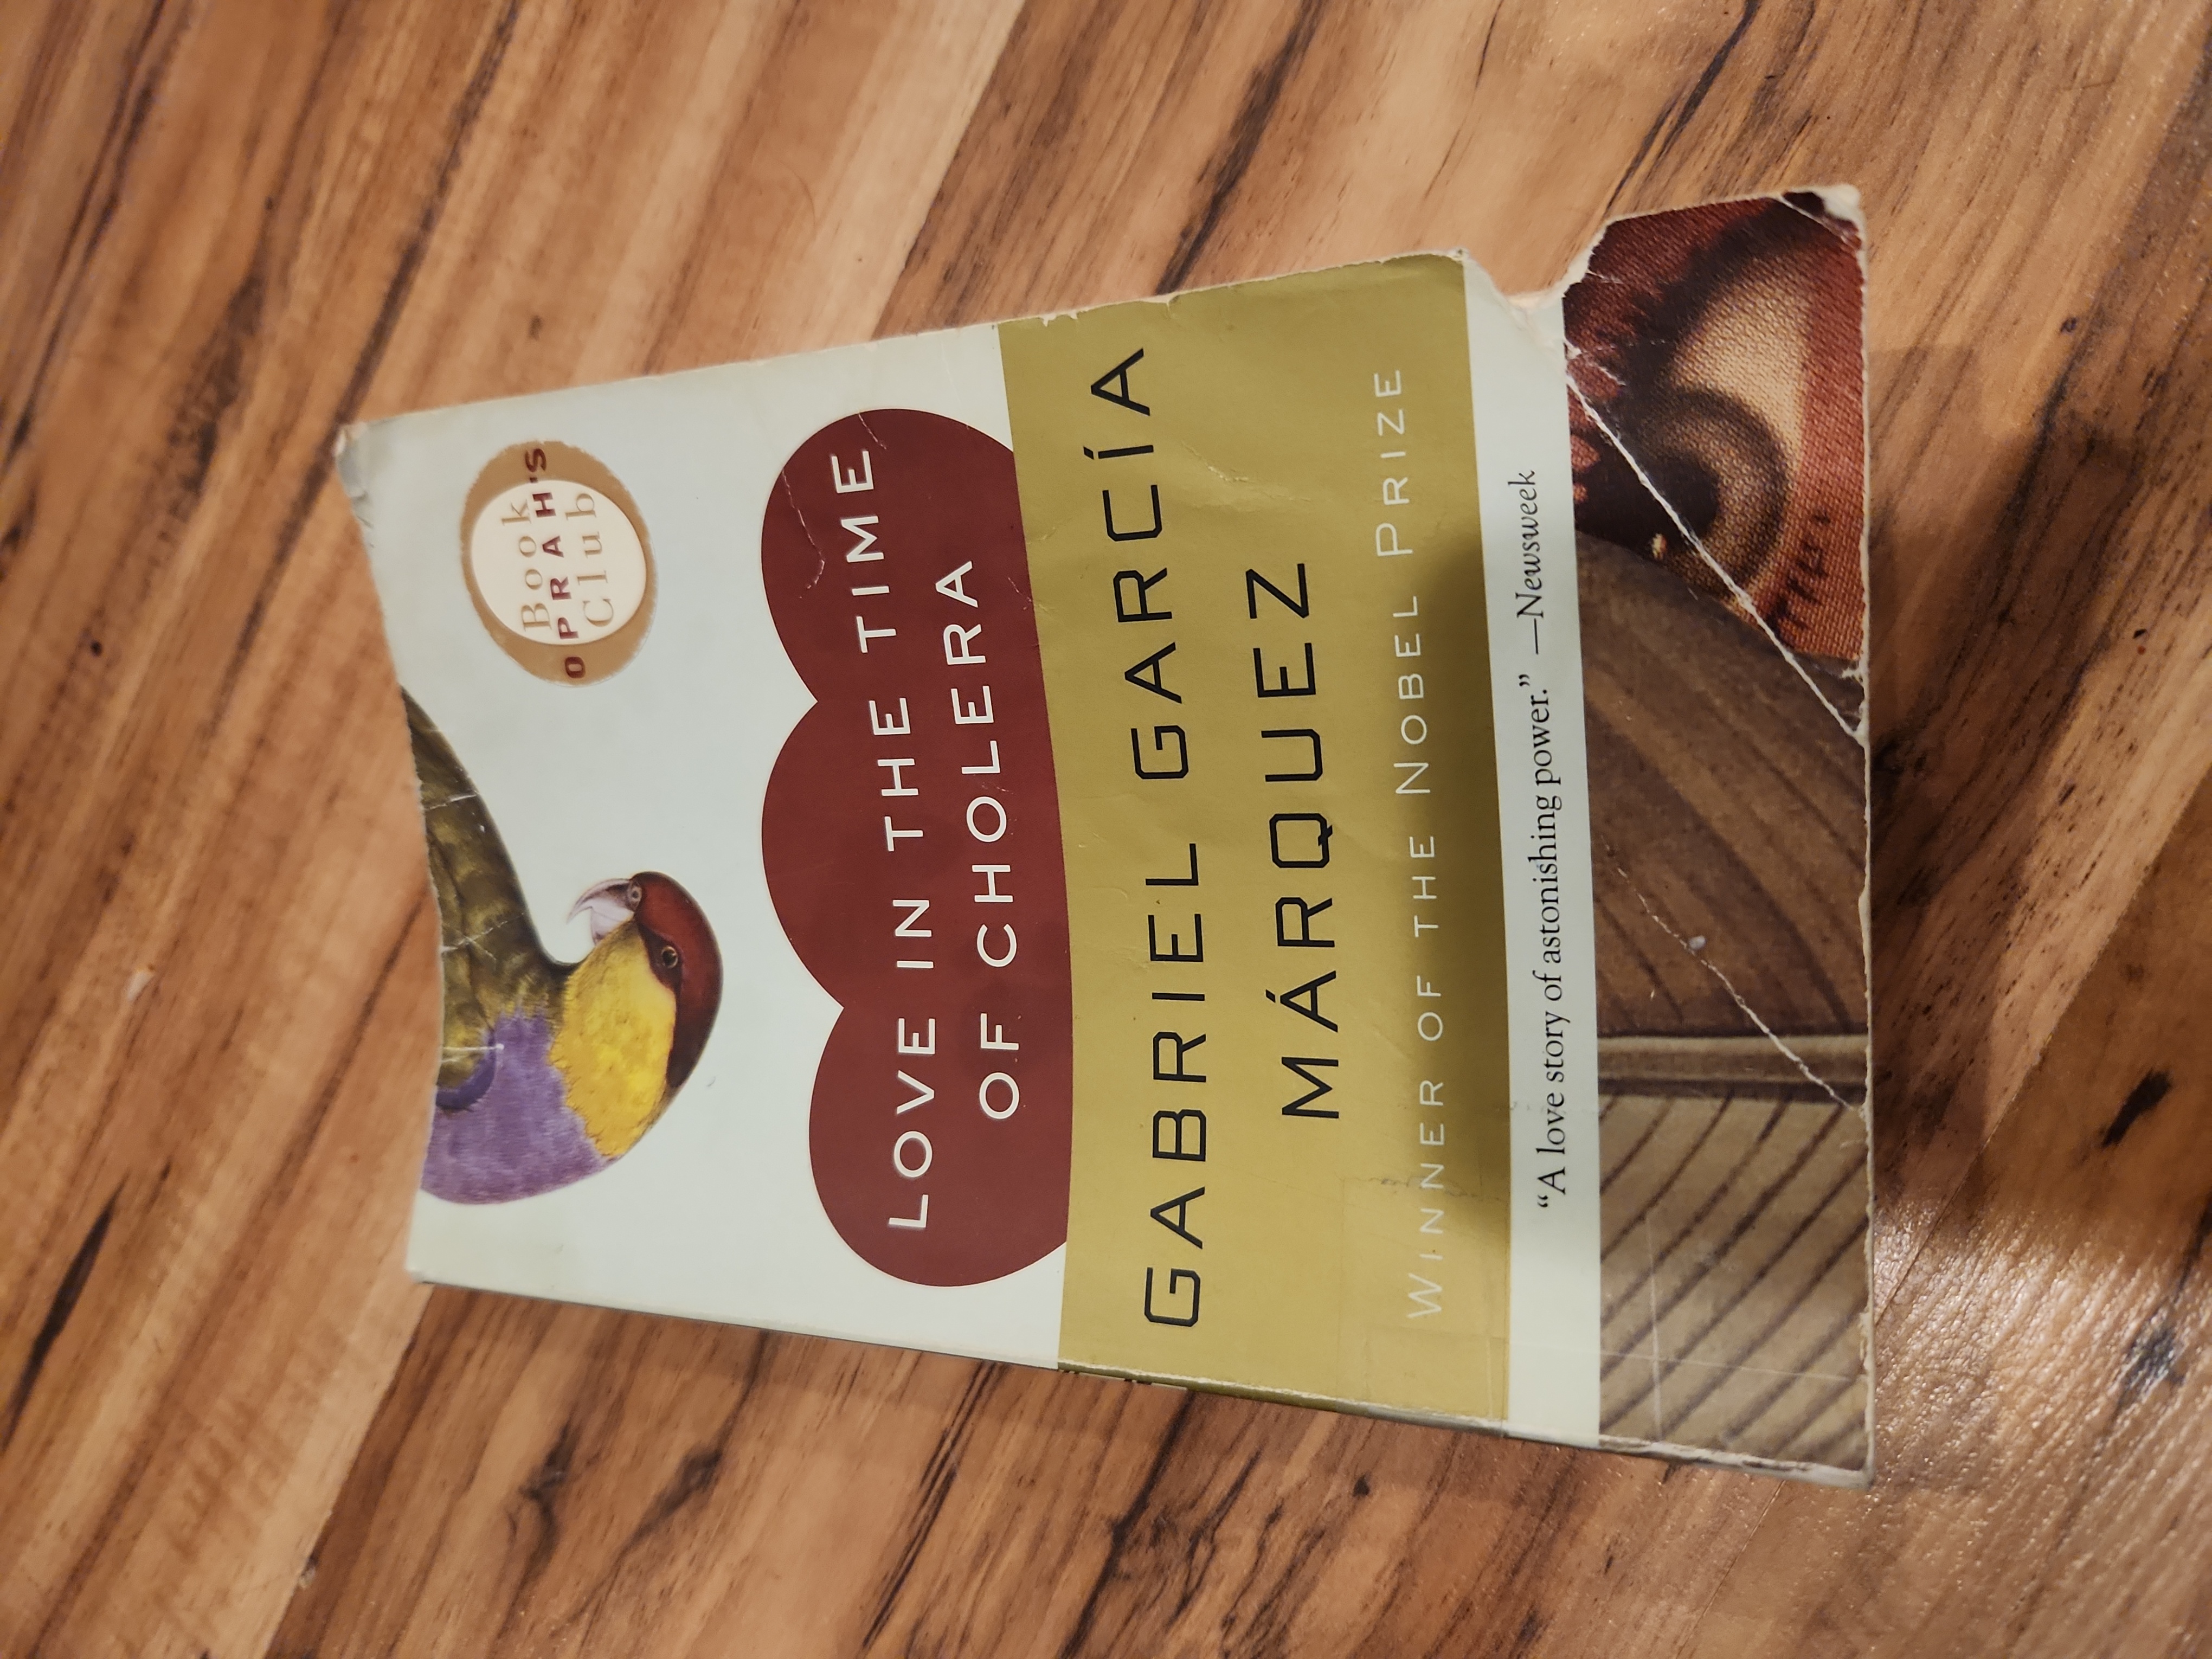 Book
OPRAH'S
Club
LOVE IN THE TIME
OF CHOLERA
GABRIEL GARCÍA
MÁRQUEZ
WINNER OF THE NOBEL PRIZE
“A love story of astonishing power.” —Newsweek